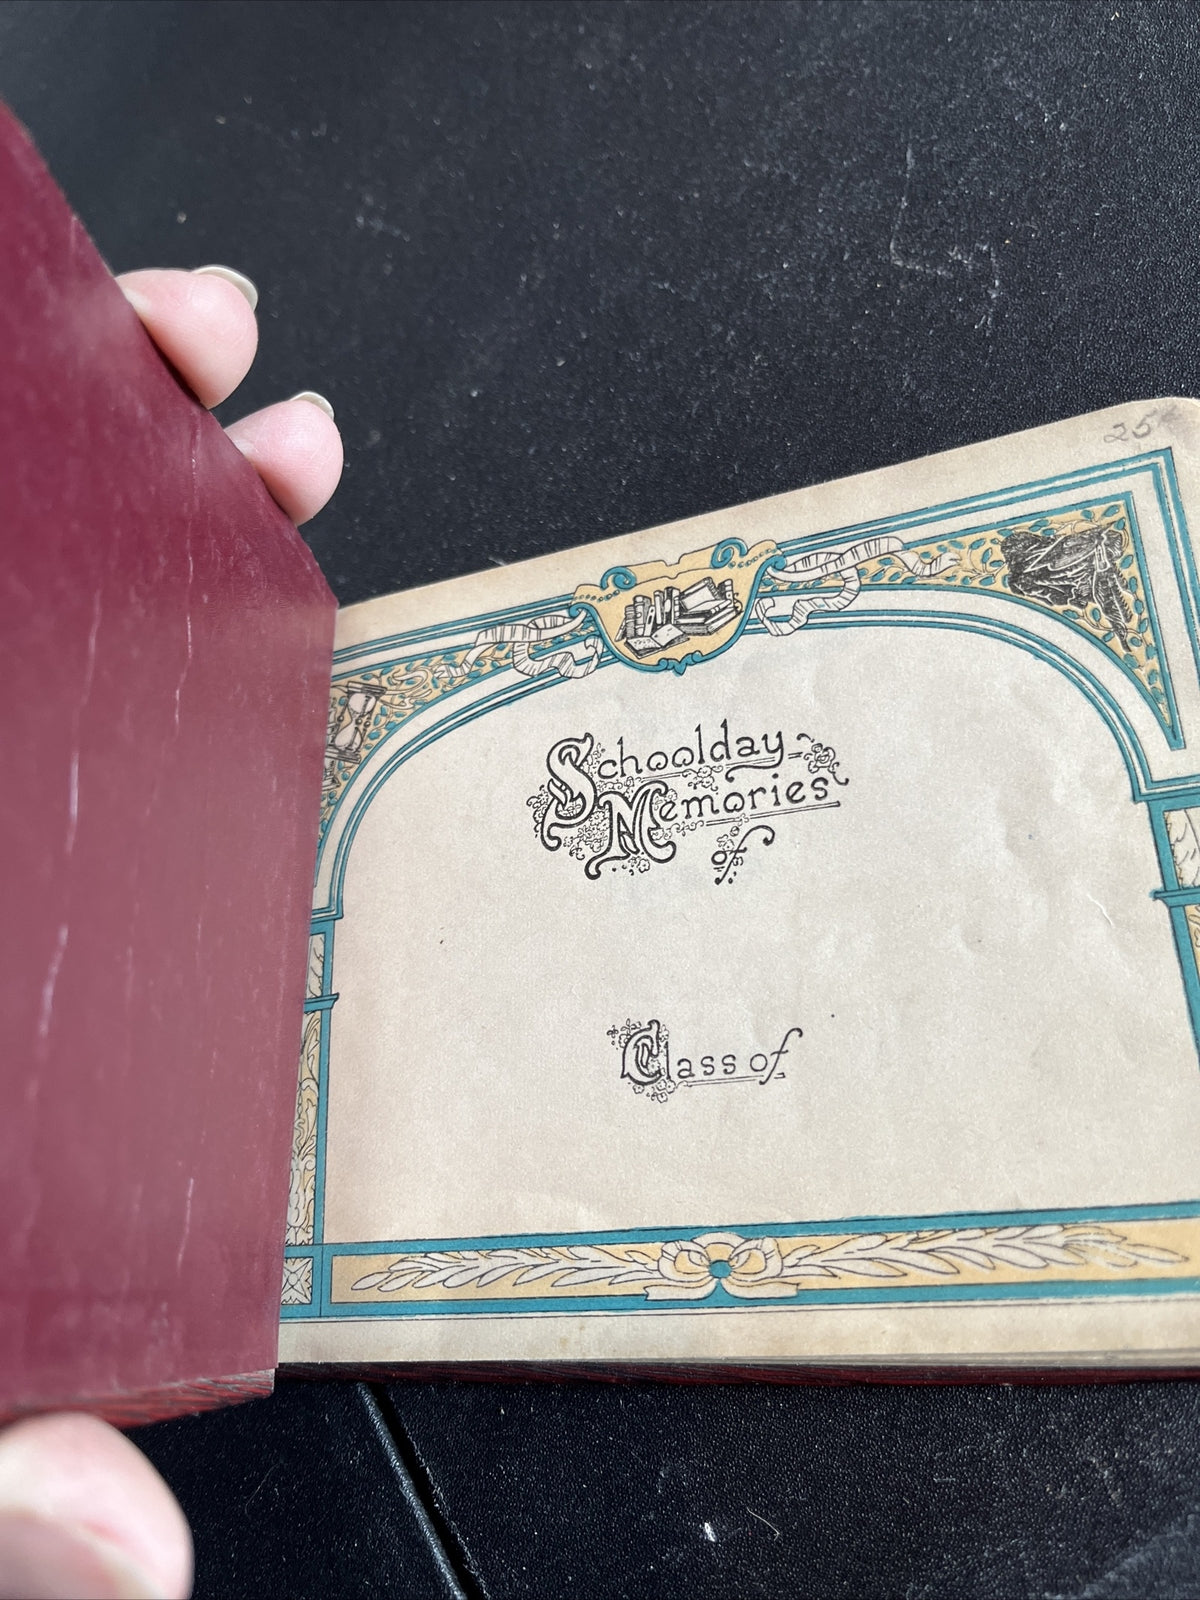 25
Schoolday
Memories
of
Class of